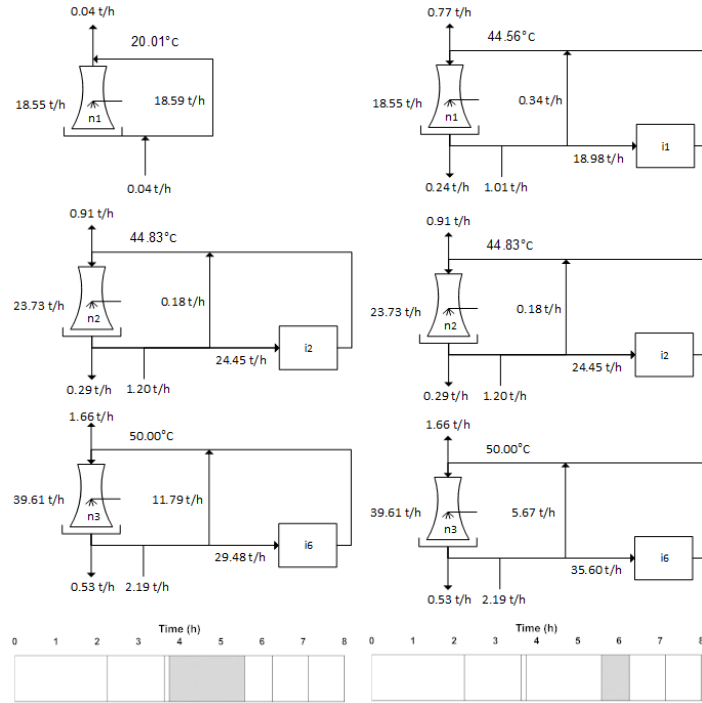 0.04 t/h
20.01°C
18.55 t/h
18.59 t/h
n1
0.04 t/h
0.91 t/h
44.83°C
23.73 t/h
0.18 t/h
n2
i2
24.45 t/h
0.29 t/h
1.20 t/h
1.66 t/h
50.00°C
39.61 t/h
11.79 t/h
n3
i6
29.48 t/h
0.53 t/h
2.19 t/h
Time (h)
0 1 2 3 4 5 6 7 8
0.77 t/h
44.56°C
18.55 t/h
0.34 t/h
n1
i1
18.98 t/h
0.24 t/h
1.01 t/h
0.91 t/h
44.83°C
23.73 t/h
0.18 t/h
n2
i2
24.45 t/h
0.29 t/h
1.20 t/h
1.66 t/h
50.00°C
39.61 t/h
5.67 t/h
n3
i6
35.60 t/h
0.53 t/h
2.19 t/h
Time (h)
0 1 2 3 4 5 6 7 8